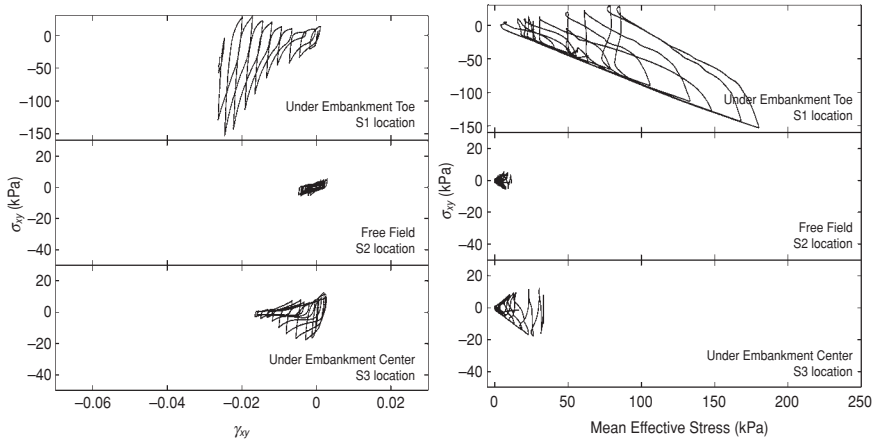 0
−50
−100
−150
Under Embankment Toe
S1 location
20
0
−20
−40
Free Field
S2 location
20
0
−20
−40
Under Embankment Center
S3 location
σxy (kPa)
−0.06
−0.04
−0.02
0
0.02
γxy
0
−50
−100
−150
Under Embankment Toe
S1 location
20
0
−20
−40
Free Field
S2 location
20
0
−20
−40
Under Embankment Center
S3 location
σxy (kPa)
0
50
100
150
200
250
Mean Effective Stress (kPa)